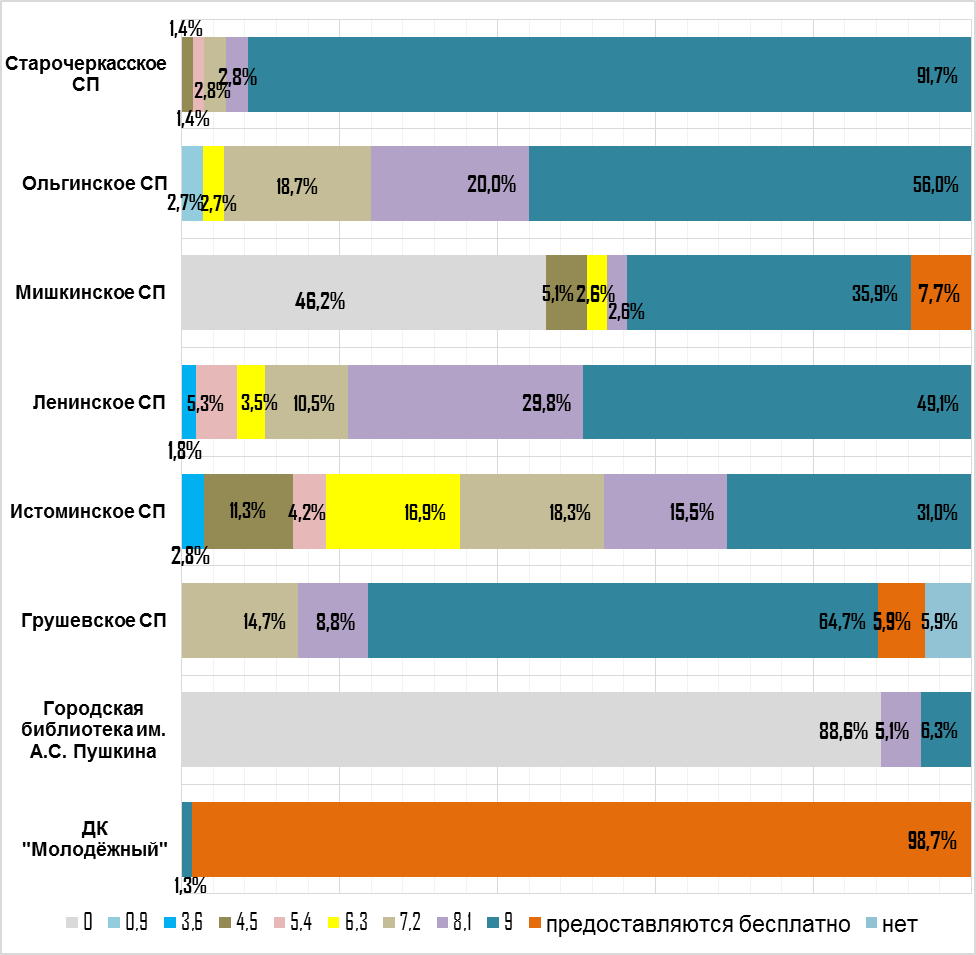 1,4%
Старочеркасское
СП
2,8% 2,8% 91,7%
1,4%
Ольгинское СП
2,7% 2,7% 18,7% 20,0% 56,0%
Мишкинское СП
46,2% 5,1% 2,6% 2,6% 35,9% 7,7%
Ленинское СП
5,3% 3,5% 10,5% 29,8% 49,1%
1,8%
Истоминское СП
11,3% 4,2% 16,9% 18,3% 15,5% 31,0%
2,8%
Грушевское СП
14,7% 8,8% 64,7% 5,9% 5,9%
Городская
библиотека им.
А.С. Пушкина
88,6% 5,1% 6,3%
ДК
"Молодёжный"
98,7%
1,3%
0 0,9 3,6 4,5 5,4 6,3 7,2 8,1 9 предоставляются бесплатно нет